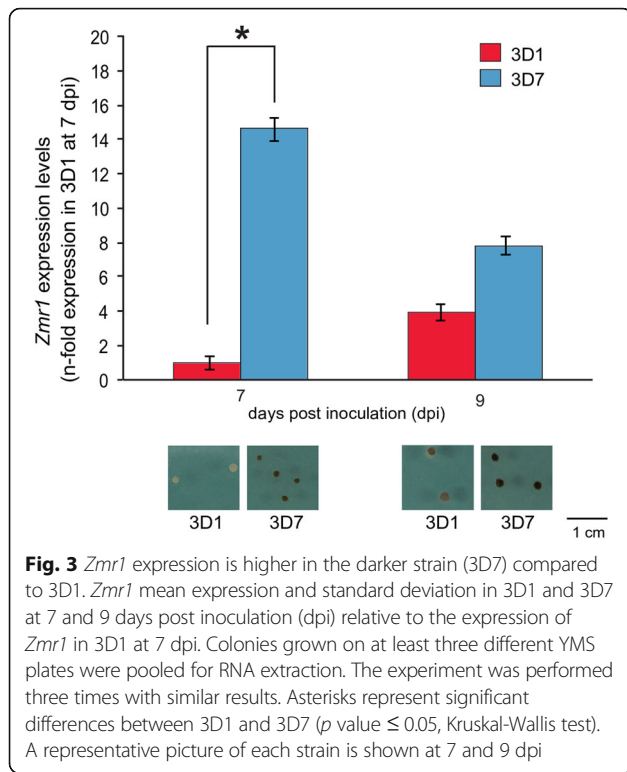 20
18
16
14
12
10
8
6
4
2
0
Zmr1 expression levels
(n-fold expression in 3D1 at 7 dpi)
*
3D1
3D7
7
9
days post inoculation (dpi)
3D1
3D7
3D1
3D7
1 cm
Fig. 3 Zmr1 expression is higher in the darker strain (3D7) compared
to 3D1. Zmr1 mean expression and standard deviation in 3D1 and 3D7
at 7 and 9 days post inoculation (dpi) relative to the expression of
Zmr1 in 3D1 at 7 dpi. Colonies grown on at least three different YMS
plates were pooled for RNA extraction. The experiment was performed
three times with similar results. Asterisks represent significant
differences between 3D1 and 3D7 (p value ≤ 0.05, Kruskal-Wallis test).
A representative picture of each strain is shown at 7 and 9 dpi